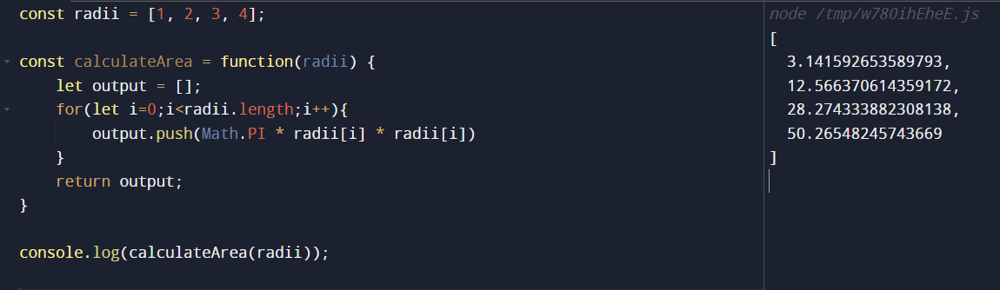 const radii = [1, 2, 3, 4];
const calculateArea = function(radii) {
let output = [];
for(let i=0;i<radii.length;i++){
output.push(Math.PI * radii[i] * radii[i])
}
return output;
}
console.log(calculateArea(radii));
node /tmp/w78OihEheE.js
[
3.141592653589793,
12.566370614359172,
28.274333882308138,
50.26548245743669
]